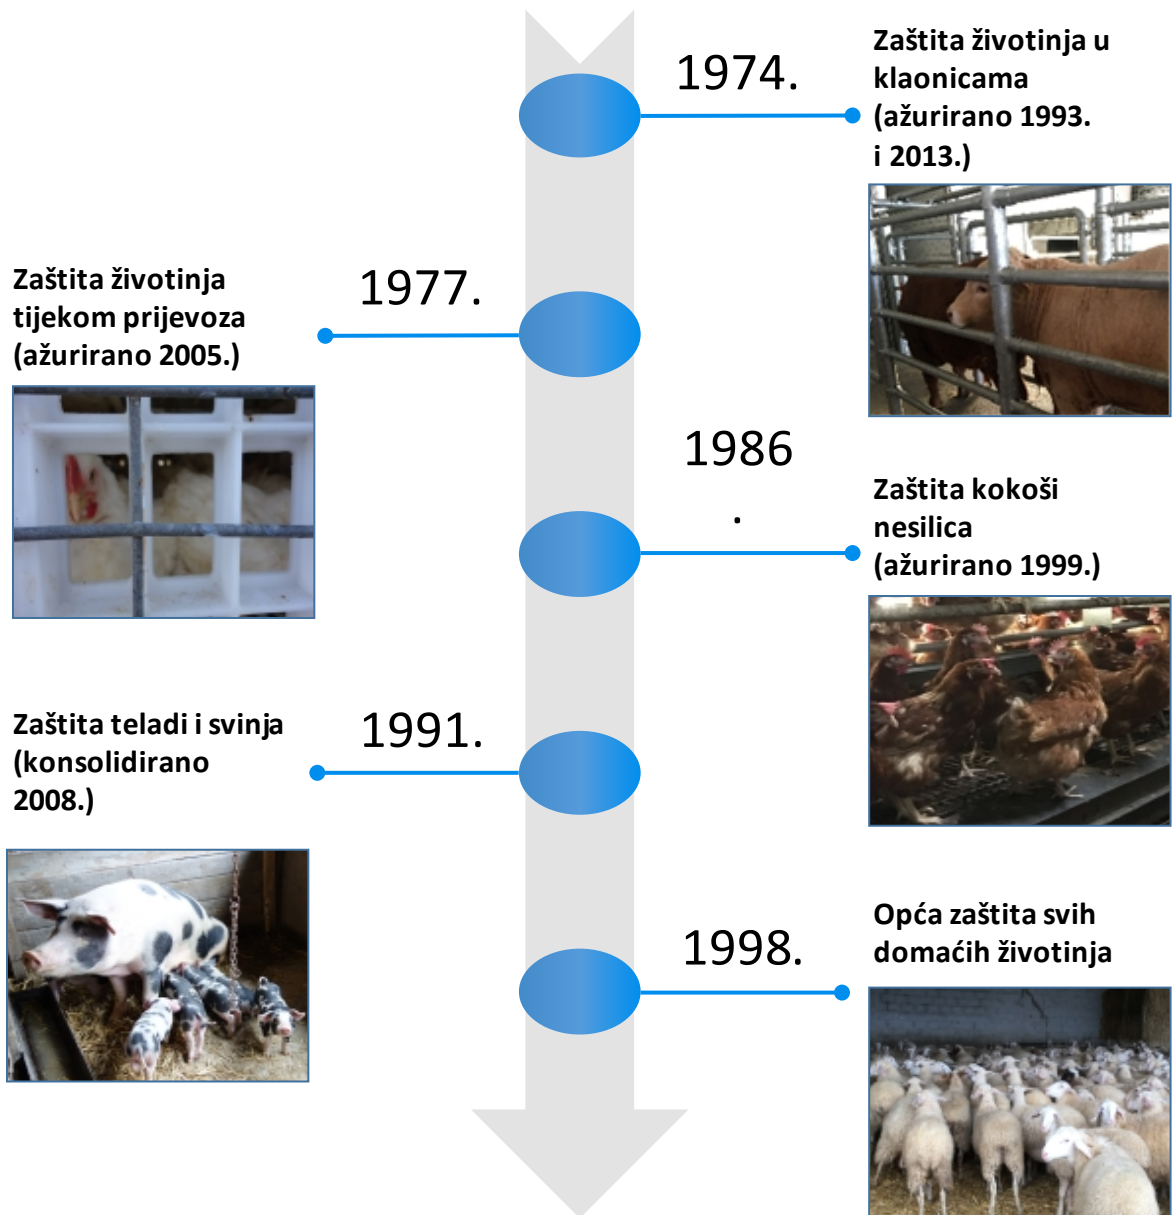 1974.
Zaštita životinja u
klaonicama
(ažurirano 1993.
i 2013.)
1977.
Zaštita životinja
tijekom prijevoza
(ažurirano 2005.)
1986
.
Zaštita kokoši
nesilica
(ažurirano 1999.)
1991.
Zaštita teladi i svinja
(konsolidirano
2008.)
1998.
Opća zaštita svih
domaćih životinja